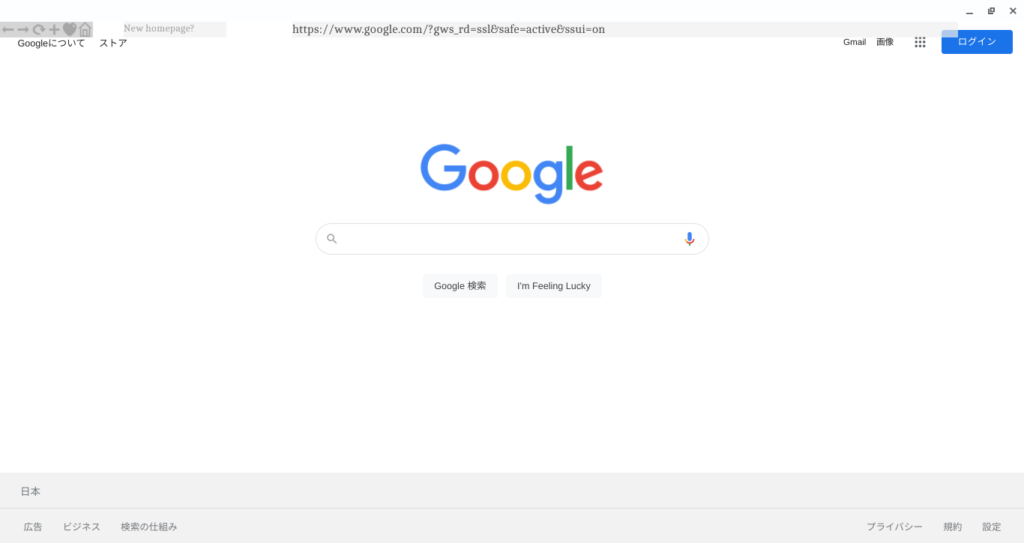 New homepage?
https://www.google.com/?gws_rd=ssl&safe=active&ssui=on
Googleについて ストア Gmail 画像 ログイン
Google
Google 検索 I'm Feeling Lucky
日本
広告 ビジネス 検索の仕組み プライバシー 規約 設定